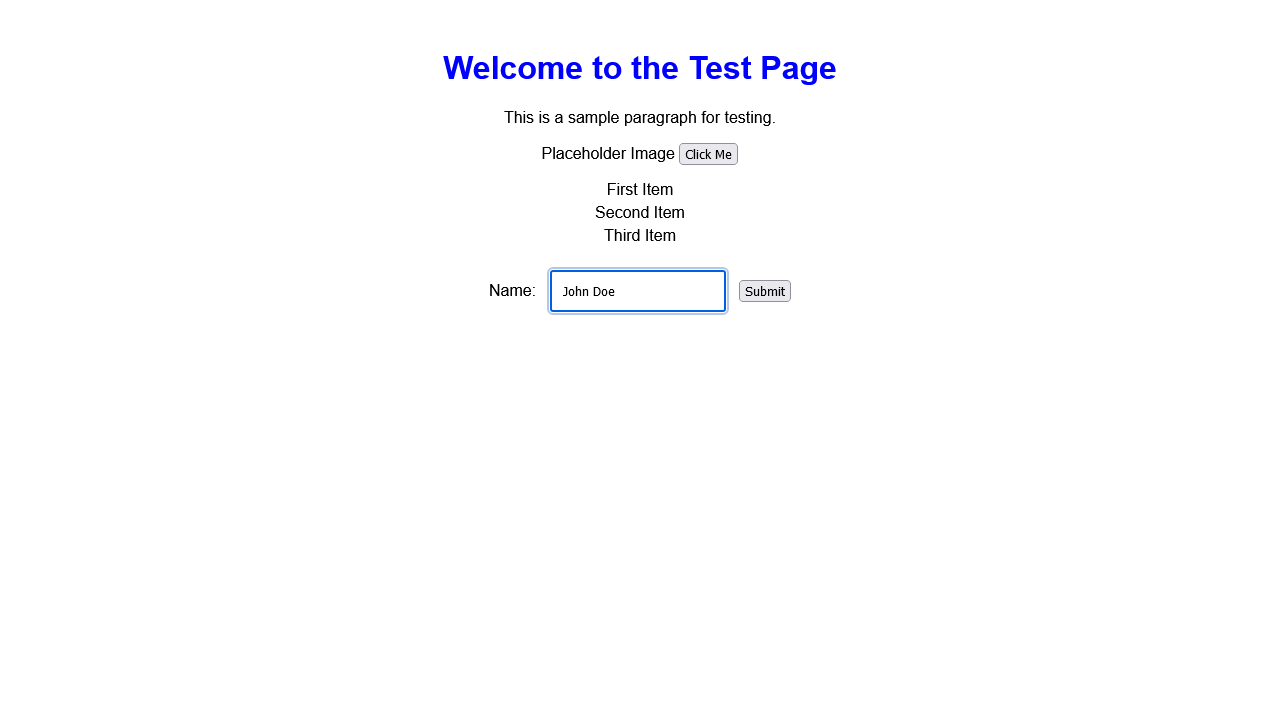 Welcome to the Test Page
This is a sample paragraph for testing.
Placeholder Image Click Me
First Item
Second Item
Third Item
Name: John Doe Submit